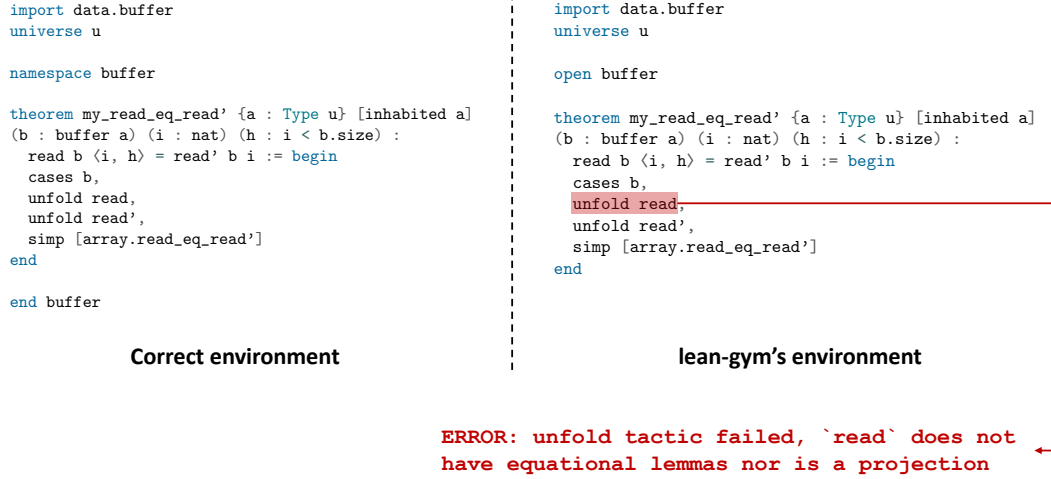 import data.buffer
universe u
namespace buffer
theorem my_read_eq_read’ {a : Type u} [inhabited a]
(b : buffer a) (i : nat) (h : i < b.size) :
  read b ⟨i, h⟩ = read’ b i := begin
  cases b,
  unfold read,
  unfold read’,
  simp [array.read_eq_read’]
end
end buffer
Correct environment
import data.buffer
universe u
open buffer
theorem my_read_eq_read’ {a : Type u} [inhabited a]
(b : buffer a) (i : nat) (h : i < b.size) :
  read b ⟨i, h⟩ = read’ b i := begin
  cases b,
  unfold read,
  unfold read’,
  simp [array.read_eq_read’]
end
lean-gym’s environment
ERROR: unfold tactic failed, `read` does not
have equational lemmas nor is a projection